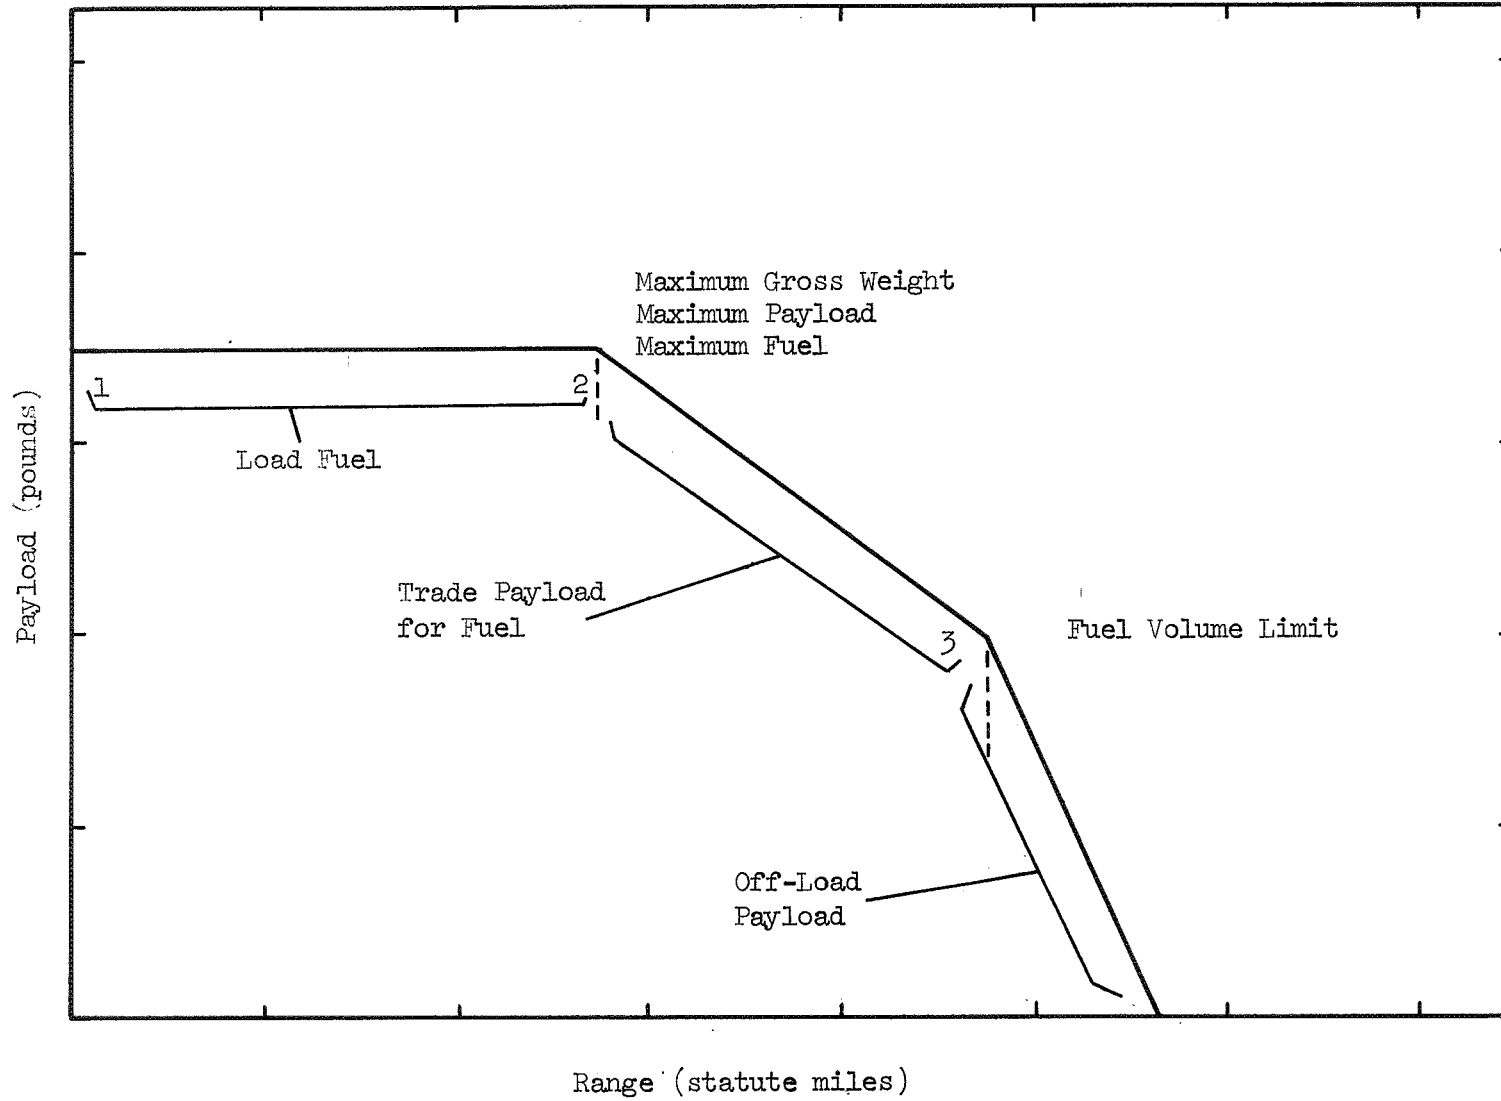 Maximum Gross Weight
Maximum Payload
Maximum Fuel
1
2
Load Fuel
Payload (pounds)
Trade Payload
for Fuel
3
Fuel Volume Limit
Off-Load
Payload
Range (statute miles)